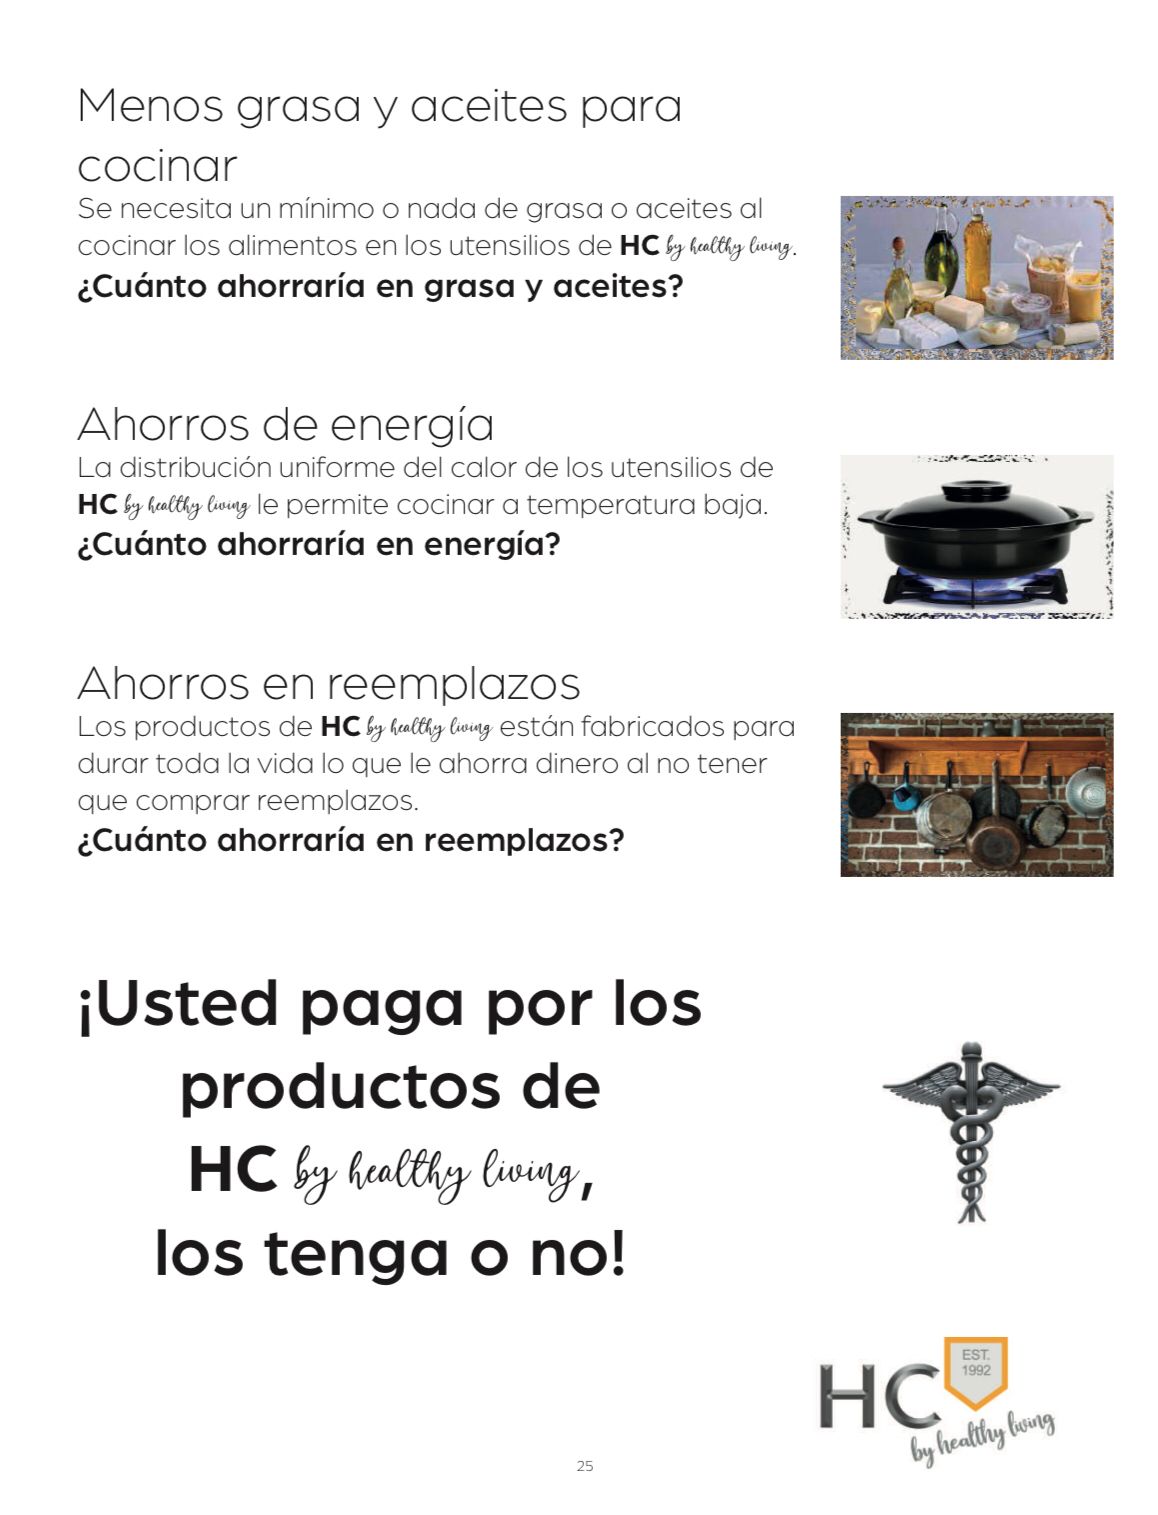 Menos grasa y aceites para
cocinar
Se necesita un mínimo o nada de grasa o aceites al
cocinar los alimentos en los utensilios de HC by healthy living.
¿Cuánto ahorraría en grasa y aceites?
Ahorros de energía
La distribución uniforme del calor de los utensilios de
HC by healthy living le permite cocinar a temperatura baja.
¿Cuánto ahorraría en energía?
Ahorros en reemplazos
Los productos de HC by healthy living están fabricados para
durar toda la vida lo que le ahorra dinero al no tener
que comprar reemplazos.
¿Cuánto ahorraría en reemplazos?
¡Usted paga por los
productos de
HC by healthy living,
los tenga o no!
EST.
1992
HC
by healthy living
25